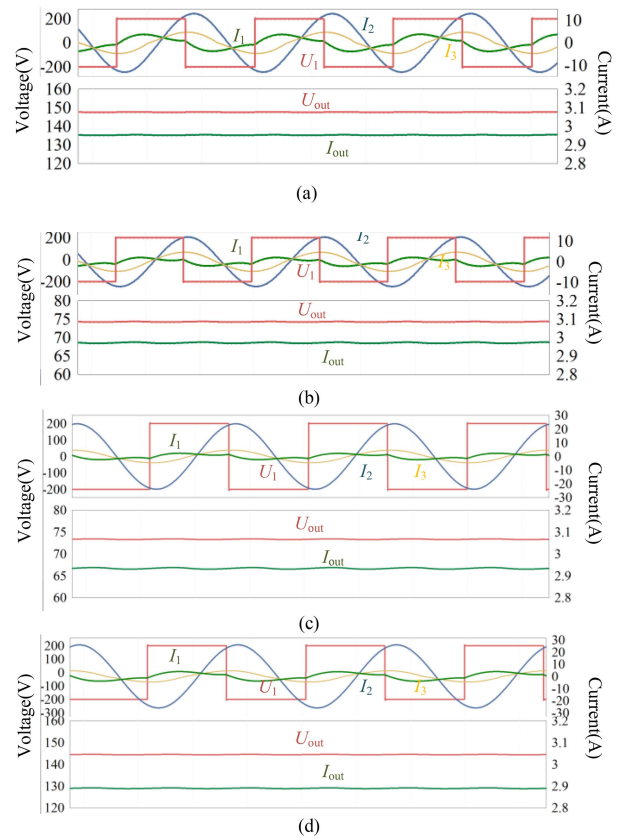 Voltage(V)
200
0
-200
I1
I2
U1
I3
10
0
-10
Current(A)
160
150
140
130
120
Uout
Iout
3.2
3.1
3
2.9
2.8
(a)
Voltage(V)
200
0
-200
I1
I2
U1
I3
10
0
-10
Current(A)
80
75
70
65
60
Uout
Iout
3.2
3.1
3
2.9
2.8
(b)
Voltage(V)
200
100
0
-100
-200
I1
U1
I2
I3
30
20
10
0
-10
-20
-30
Current(A)
80
75
70
65
60
Uout
Iout
3.2
3.1
3
2.9
2.8
(c)
Voltage(V)
200
100
0
-100
-200
-300
I1
U1
I2
I3
30
20
10
0
-10
-20
-30
Current(A)
160
150
140
130
120
Uout
Iout
3.2
3.1
3
2.9
2.8
(d)